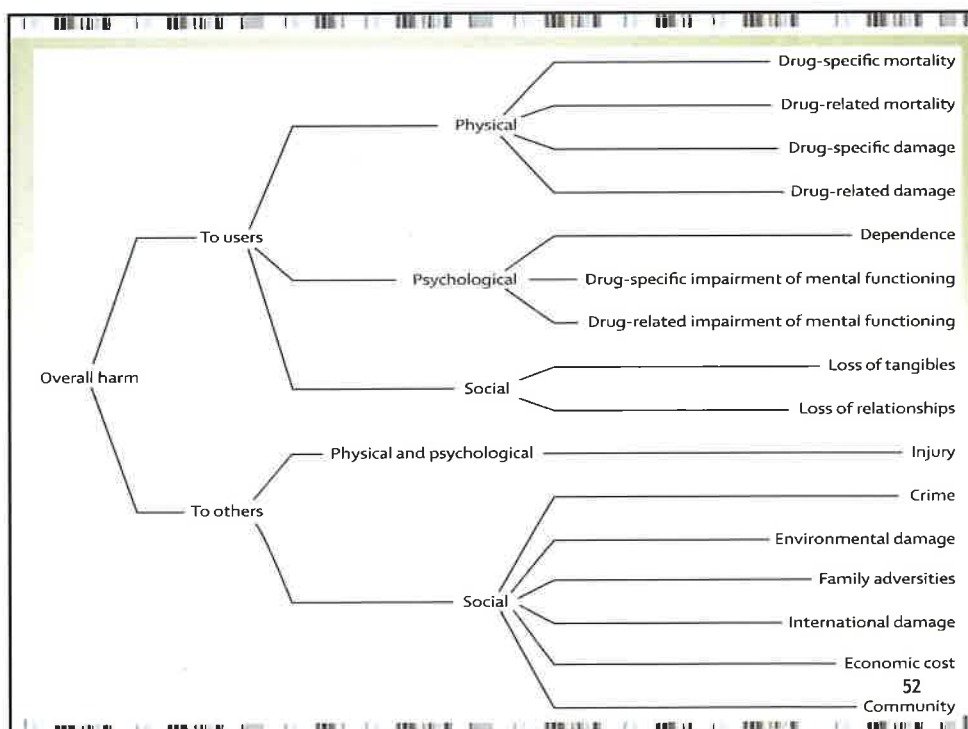 Drug-specific mortality
Drug-related mortality
Physical
Drug-specific damage
Drug-related damage
To users
Dependence
Psychological
Drug-specific impairment of mental functioning
Drug-related impairment of mental functioning
Overall harm
Loss of tangibles
Social
Loss of relationships
Physical and psychological
Injury
Crime
To others
Environmental damage
Family adversities
Social
International damage
Economic cost
52
Community